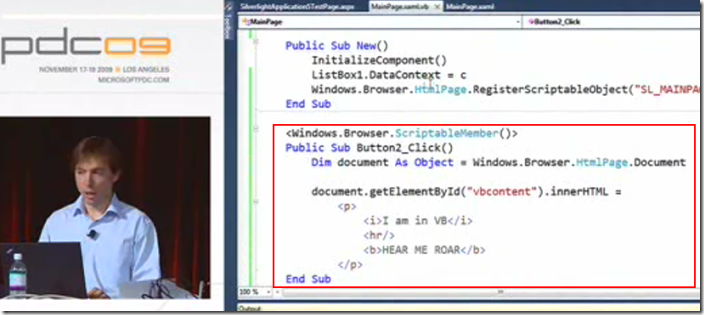 pdc09
NOVEMBER 17-19 2009 LOS ANGELES
MICROSOFTPDC.COM
SilverlightApplication5TestPage.aspx MainPage.xaml.vb MainPage.xaml
MainPage Button2_Click
Toolbox
Public Sub New()
InitializeComponent()
ListBox1.DataContext = c
Windows.Browser.HtmlPage.RegisterScriptableObject("SL_MAINPA
End Sub
<Windows.Browser.ScriptableMember()>
Public Sub Button2_Click()
Dim document As Object = Windows.Browser.HtmlPage.Document
document.getElementById("vbcontent").innerHTML =
<p>
<i>I am in VB</i>
<hr/>
<b>HEAR ME ROAR</b>
</p>
End Sub
100 %
Output